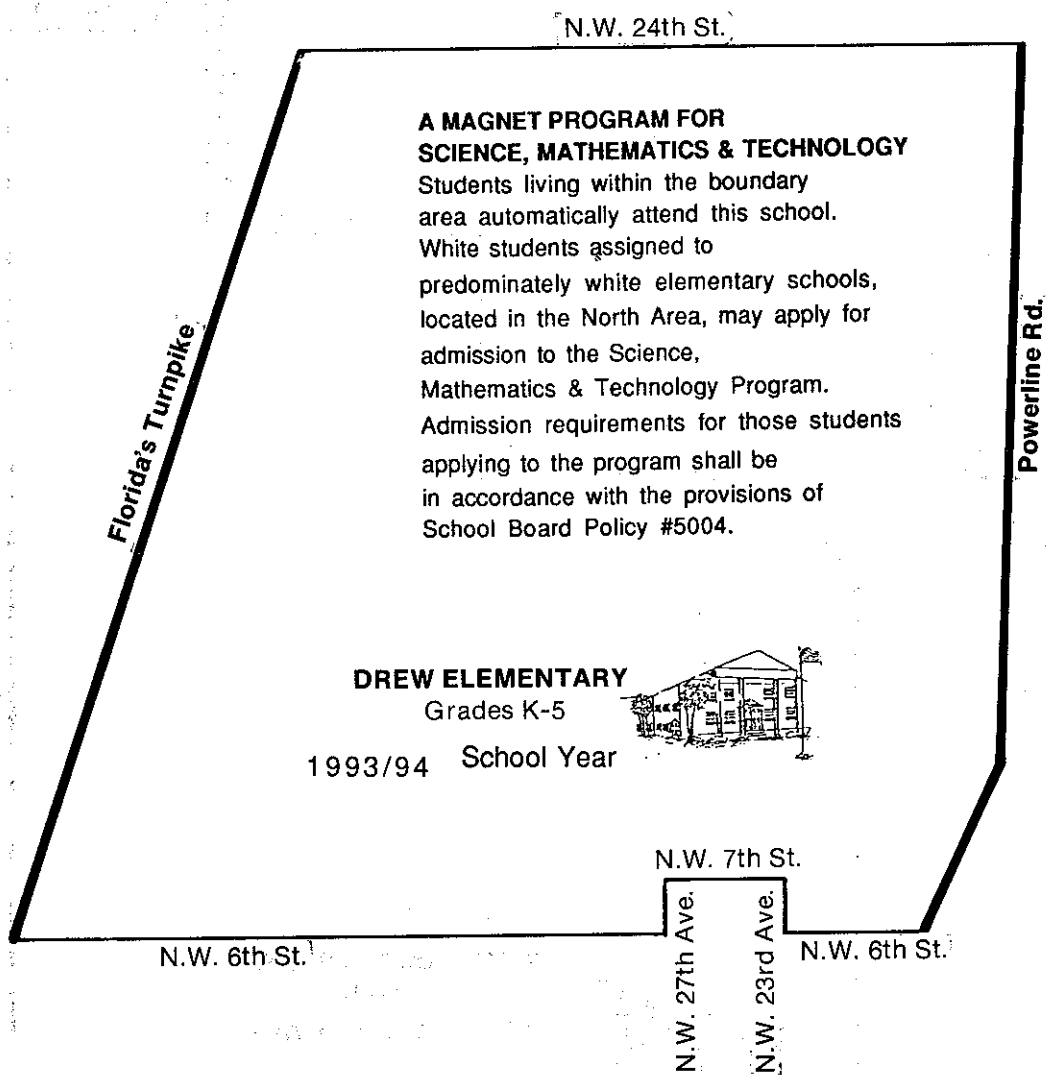 N.W. 24th St.
A MAGNET PROGRAM FOR
SCIENCE, MATHEMATICS & TECHNOLOGY
Students living within the boundary
area automatically attend this school.
White students assigned to
predominately white elementary schools,
located in the North Area, may apply for
admission to the Science,
Mathematics & Technology Program.
Admission requirements for those students
applying to the program shall be
in accordance with the provisions of
School Board Policy #5004.
Florida's Turnpike
Powerline Rd.
DREW ELEMENTARY
Grades K-5
1993/94 School Year
N.W. 7th St.
N.W. 27th Ave.
N.W. 23rd Ave.
N.W. 6th St.
N.W. 6th St.